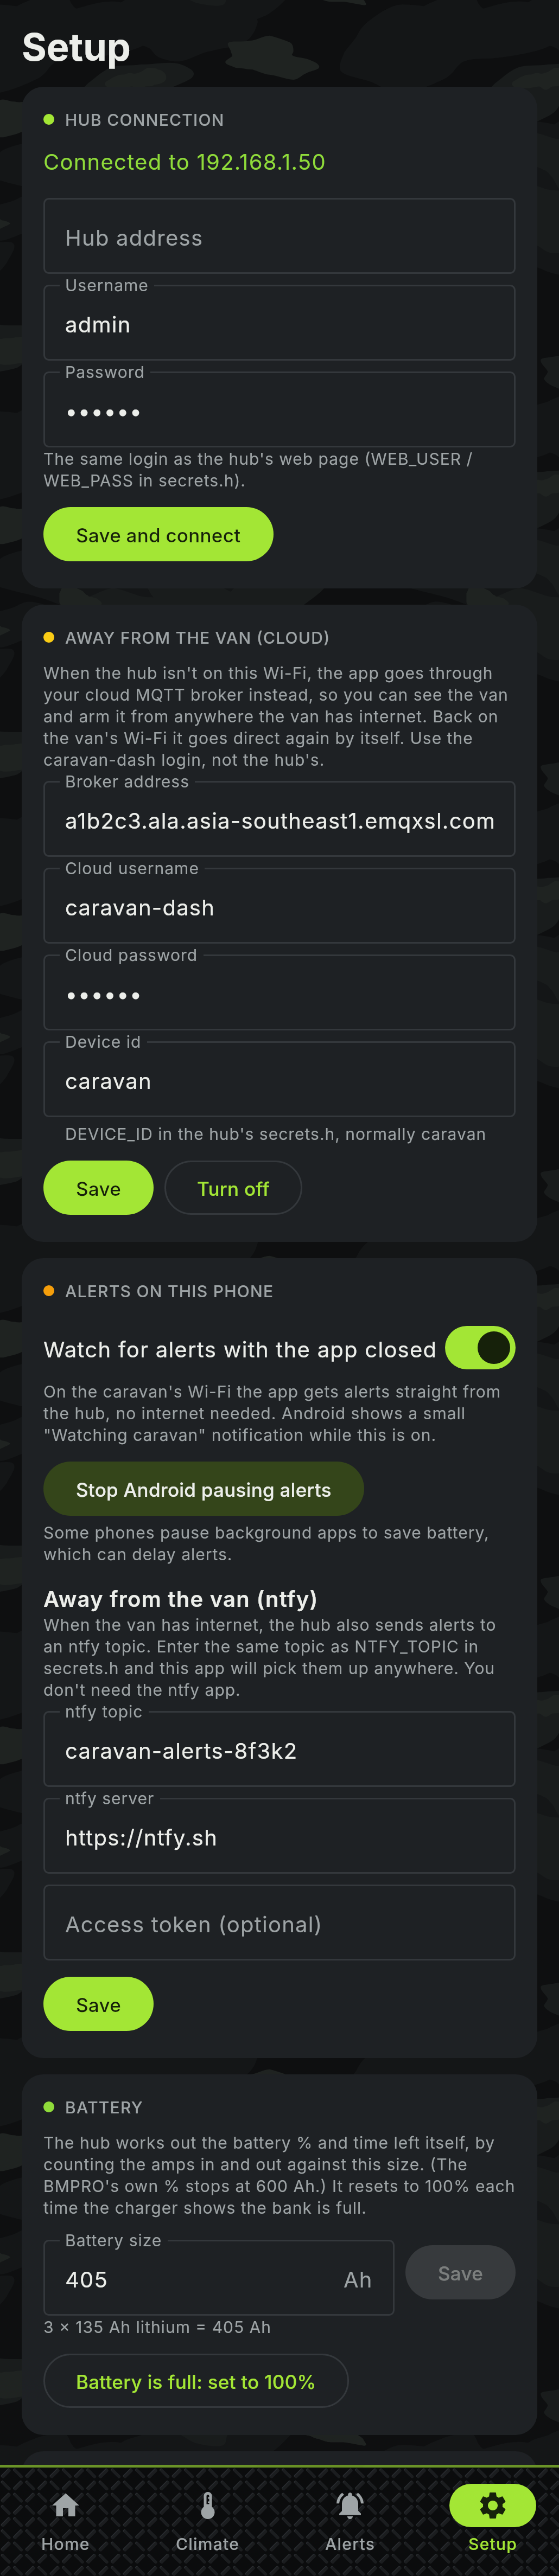 Setup
HUB CONNECTION
Connected to 192.168.1.50
Hub address
Username
admin
Password
••••••
The same login as the hub's web page (WEB_USER /
WEB_PASS in secrets.h).
Save and connect
AWAY FROM THE VAN (CLOUD)
When the hub isn't on this Wi-Fi, the app goes through
your cloud MQTT broker instead, so you can see the van
and arm it from anywhere the van has internet. Back on
the van's Wi-Fi it goes direct again by itself. Use the
caravan-dash login, not the hub's.
Broker address
a1b2c3.ala.asia-southeast1.emqxsl.com
Cloud username
caravan-dash
Cloud password
••••••
Device id
caravan
DEVICE_ID in the hub's secrets.h, normally caravan
Save
Turn off
ALERTS ON THIS PHONE
Watch for alerts with the app closed
On the caravan's Wi-Fi the app gets alerts straight from
the hub, no internet needed. Android shows a small
"Watching caravan" notification while this is on.
Stop Android pausing alerts
Some phones pause background apps to save battery,
which can delay alerts.
Away from the van (ntfy)
When the van has internet, the hub also sends alerts to
an ntfy topic. Enter the same topic as NTFY_TOPIC in
secrets.h and this app will pick them up anywhere. You
don't need the ntfy app.
ntfy topic
caravan-alerts-8f3k2
ntfy server
https://ntfy.sh
Access token (optional)
Save
BATTERY
The hub works out the battery % and time left itself, by
counting the amps in and out against this size. (The
BMPRO's own % stops at 600 Ah.) It resets to 100% each
time the charger shows the bank is full.
Battery size
405 Ah
Save
3 × 135 Ah lithium = 405 Ah
Battery is full: set to 100%
Home
Climate
Alerts
Setup